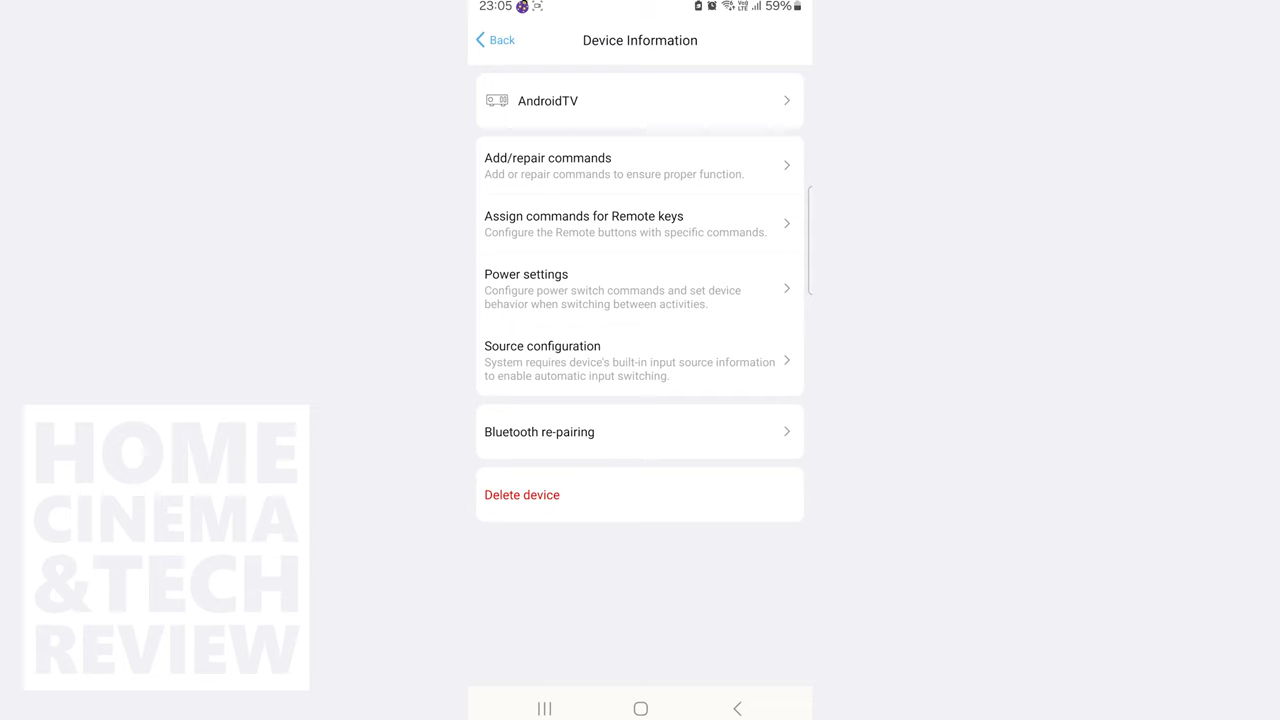 23:05
Vo)
LTE
59%
Back
Device Information
AndroidTV
Add/repair commands
Add or repair commands to ensure proper function.
Assign commands for Remote keys
Configure the Remote buttons with specific commands.
Power settings
Configure power switch commands and set device
behavior when switching between activities.
Source configuration
System requires device's built-in input source information
to enable automatic input switching.
Bluetooth re-pairing
Delete device
HOME
CINEMA
&TECH
REVIEW